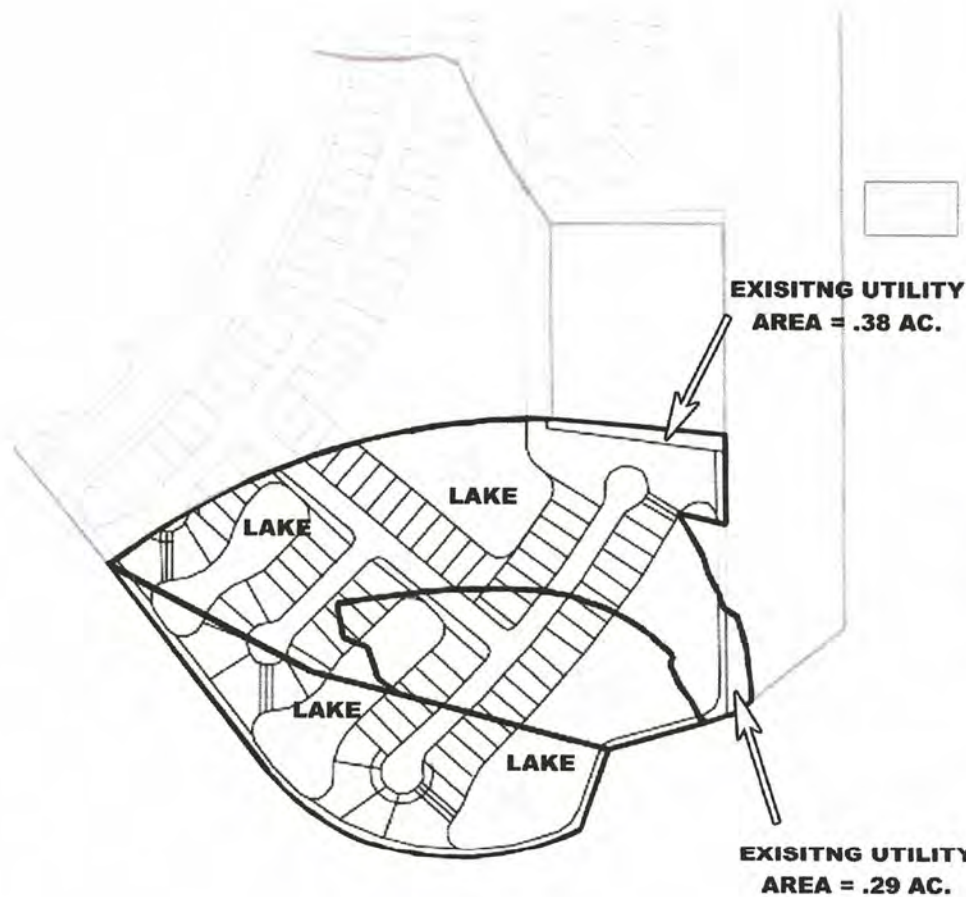 EXISITNG UTILITY
AREA = .38 AC.
LAKE
LAKE
LAKE
LAKE
EXISITNG UTILITY
AREA = .29 AC.